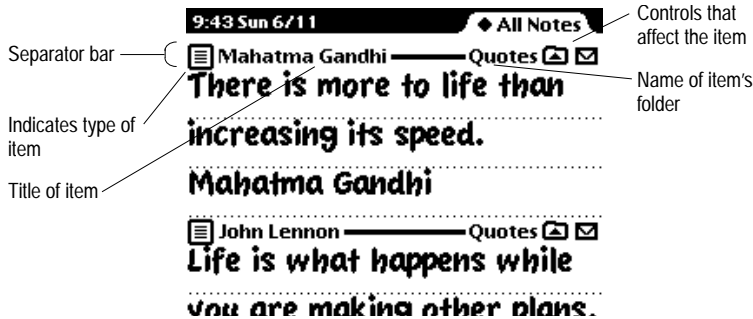 9:43 Sun 6/11
◆ All Notes
Controls that
affect the item
Separator bar
Mahatma Gandhi
Quotes
Name of item's
folder
There is more to life than
Indicates type of
item
increasing its speed.
Title of item
Mahatma Gandhi
John Lennon
Quotes
Life is what happens while
you are making other plans.